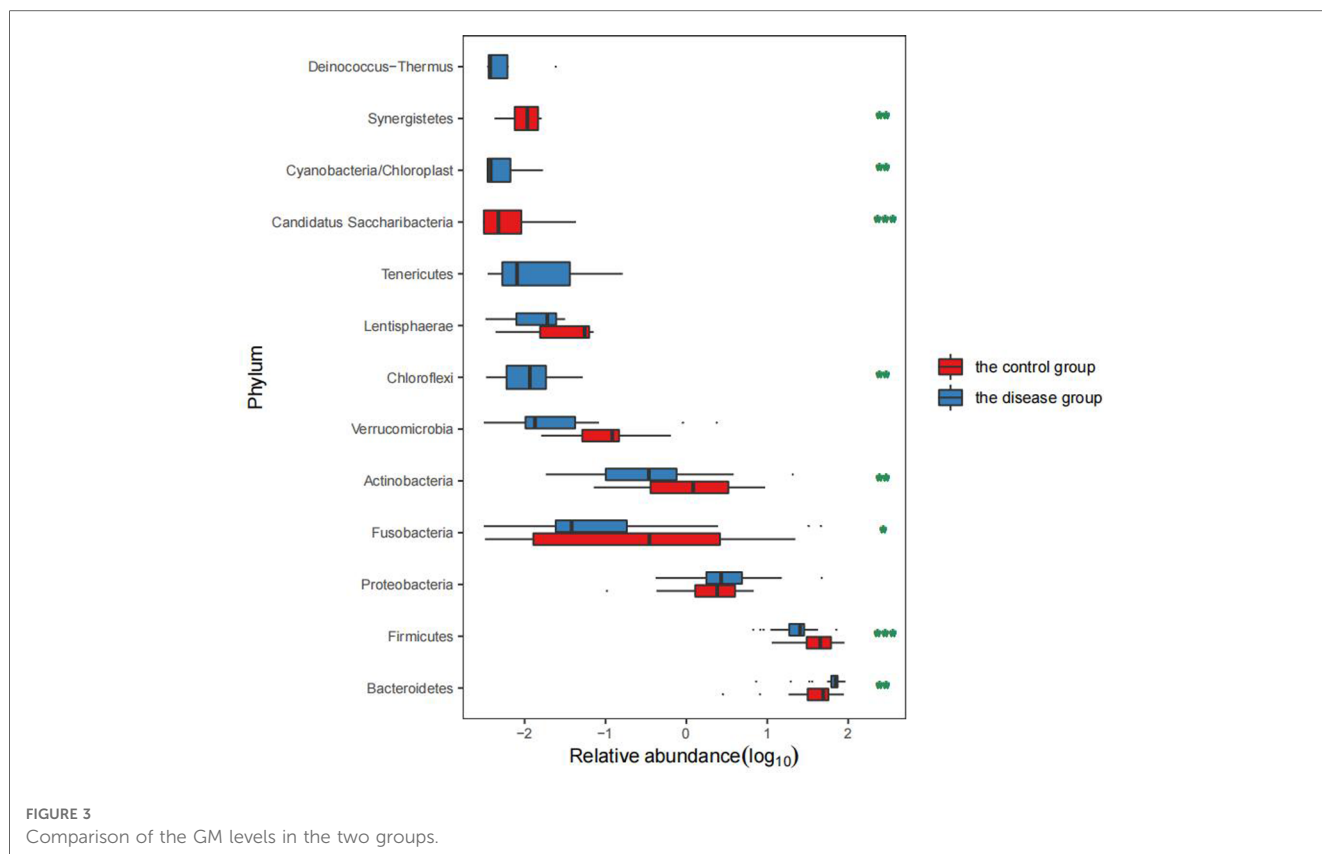 Deinococcus−Thermus
Synergistetes
**
Cyanobacteria/Chloroplast
**
Candidatus Saccharibacteria
***
Tenericutes
Lentisphaerae
Chloroflexi
**
Verrucomicrobia
Actinobacteria
**
Fusobacteria
*
Proteobacteria
Firmicutes
***
Bacteroidetes
**
Phylum
−2 −1 0 1 2
Relative abundance(log10)
the control group
the disease group
FIGURE 3
Comparison of the GM levels in the two groups.